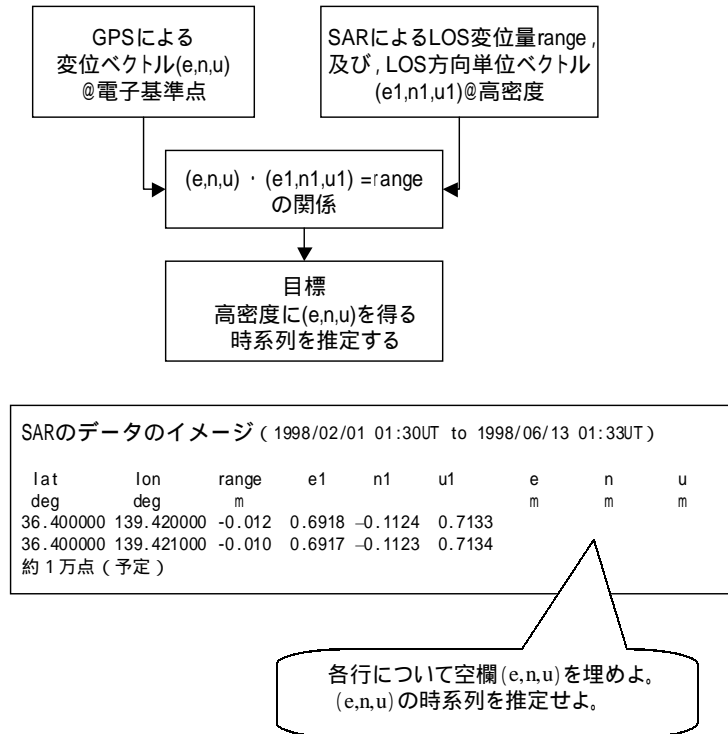 GPSによる
変位ベクトル(e,n,u)
@電子基準点
SARによるLOS変位量range,
及び,LOS方向単位ベクトル
(e1,n1,u1)@高密度
(e,n,u)・(e1,n1,u1)=range
の関係
目標
高密度に(e,n,u)を得る
時系列を推定する
SARのデータのイメージ(1998/02/01 01:30UT to 1998/06/13 01:33UT)
lat lon range e1 n1 u1 e n u
deg deg m m m m
36.400000 139.420000 -0.012 0.6918 –0.1124 0.7133
36.400000 139.421000 -0.010 0.6917 –0.1123 0.7134
約1万点(予定)
各行について空欄(e,n,u)を埋めよ。
(e,n,u)の時系列を推定せよ。